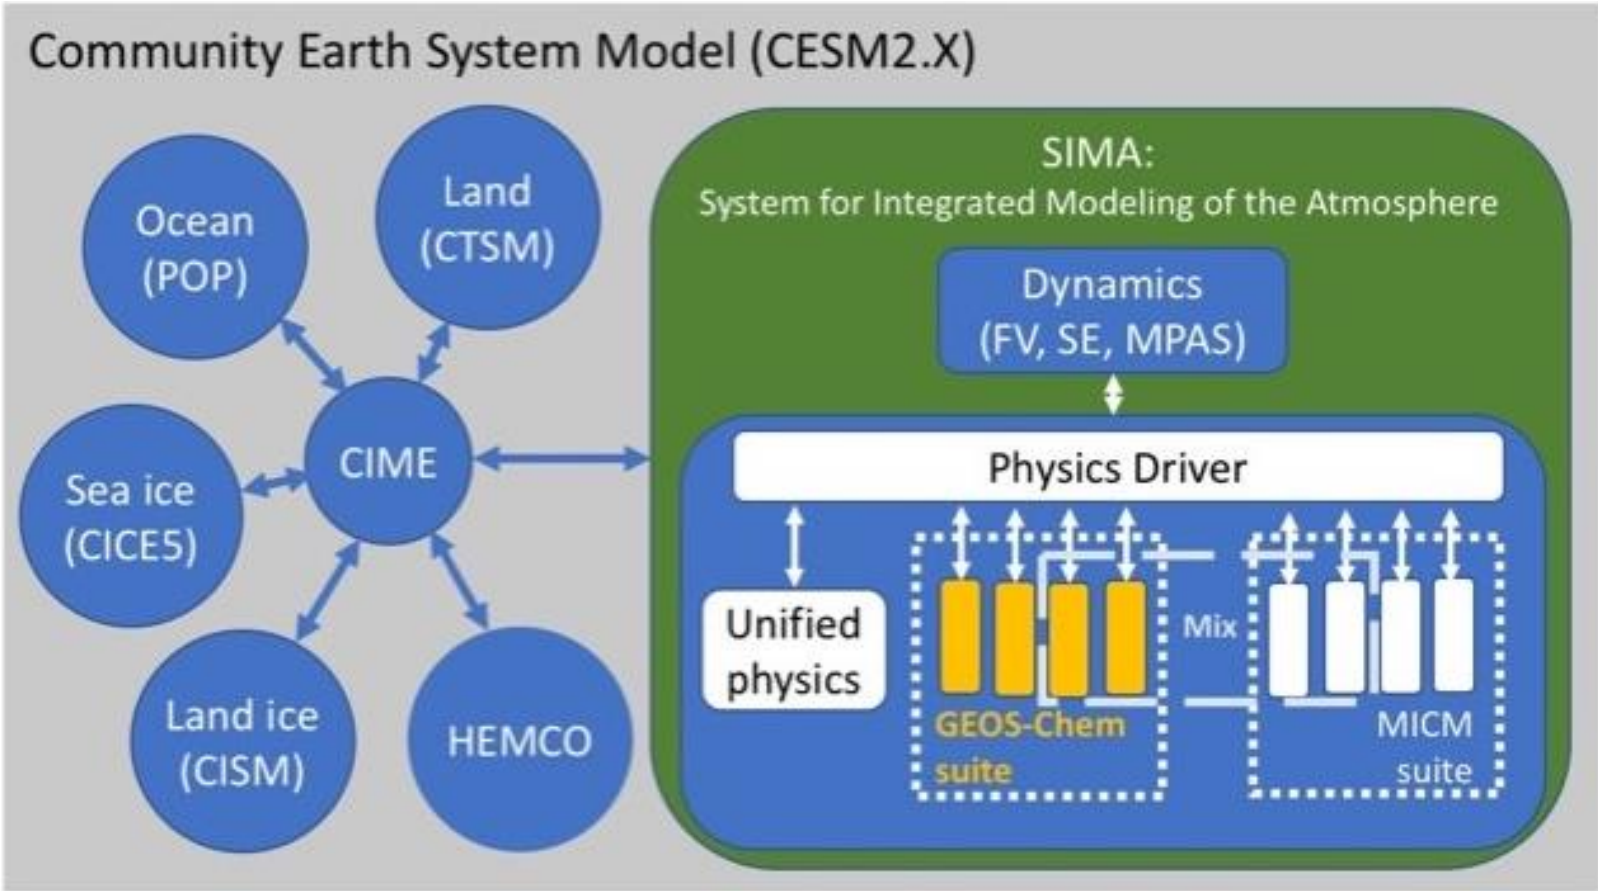 Community Earth System Model (CESM2.X)
Ocean
(POP)
Land
(CTSM)
Sea ice
(CICE5)
CIME
Land ice
(CISM)
HEMCO
SIMA:
System for Integrated Modeling of the Atmosphere
Dynamics
(FV, SE, MPAS)
Physics Driver
Unified
physics
GEOS-Chem
suite
Mix
MICM
suite